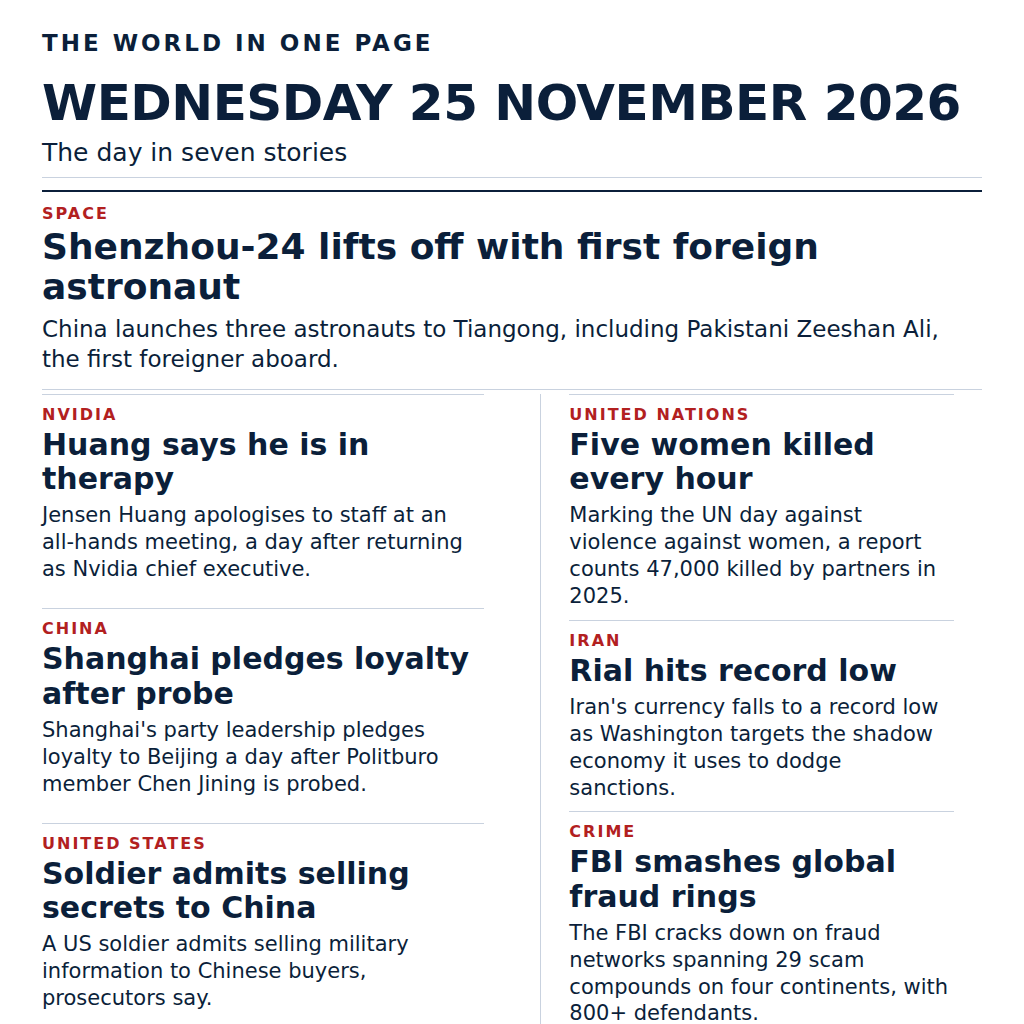 THE WORLD IN ONE PAGE
WEDNESDAY 25 NOVEMBER 2026
The day in seven stories
SPACE
Shenzhou-24 lifts off with first foreign
astronaut
China launches three astronauts to Tiangong, including Pakistani Zeeshan Ali,
the first foreigner aboard.
NVIDIA
Huang says he is in
therapy
Jensen Huang apologises to staff at an
all-hands meeting, a day after returning
as Nvidia chief executive.
CHINA
Shanghai pledges loyalty
after probe
Shanghai's party leadership pledges
loyalty to Beijing a day after Politburo
member Chen Jining is probed.
UNITED STATES
Soldier admits selling
secrets to China
A US soldier admits selling military
information to Chinese buyers,
prosecutors say.
UNITED NATIONS
Five women killed
every hour
Marking the UN day against
violence against women, a report
counts 47,000 killed by partners in
2025.
IRAN
Rial hits record low
Iran's currency falls to a record low
as Washington targets the shadow
economy it uses to dodge
sanctions.
CRIME
FBI smashes global
fraud rings
The FBI cracks down on fraud
networks spanning 29 scam
compounds on four continents, with
800+ defendants.